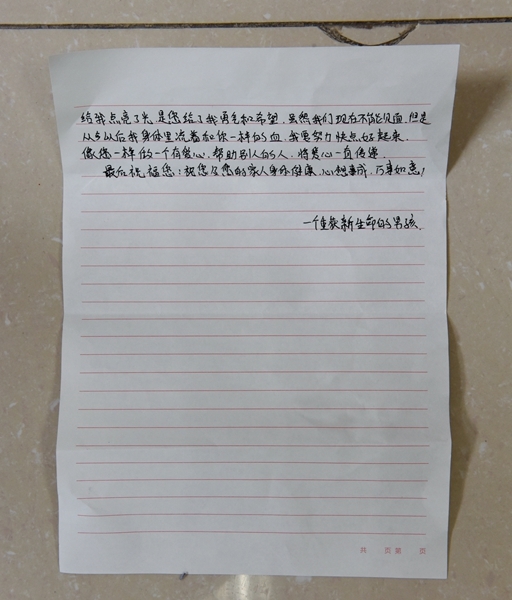 给我点亮了光,是您给了我勇气和希望。虽然我们现在不能见面,但是
从今以后我身体里流着和你一样的血,我要努力快点好起来,
像您一样做一个有爱心,帮助别人的人,将爱心一直传递。
最后祝福您:祝您及您的家人身体健康,心想事成,万事如意!
一个重获新生命的男孩.
共 页 第 页